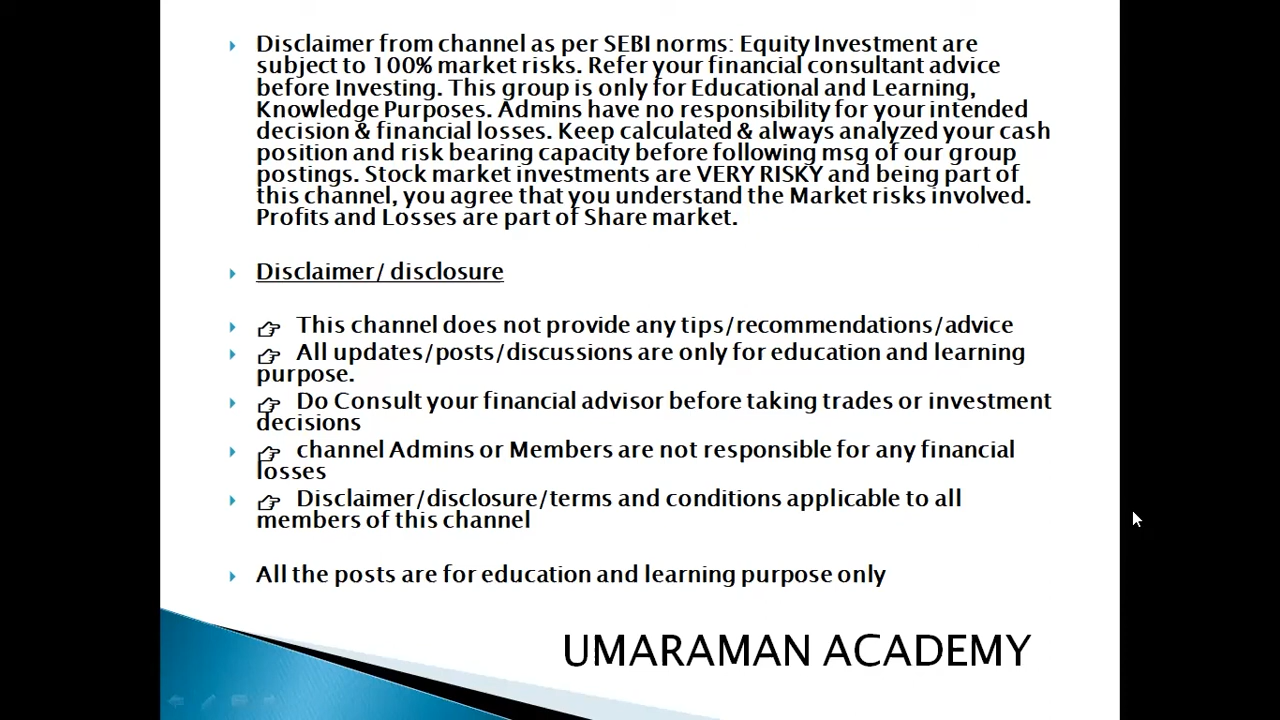 Disclaimer from channel as per SEBI norms: Equity Investment are
subject to 100% market risks. Refer your financial consultant advice
before Investing. This group is only for Educational and Learning,
Knowledge Purposes. Admins have no responsibility for your intended
decision & financial losses. Keep calculated & always analyzed your cash
position and risk bearing capacity before following msg of our group
postings. Stock market investments are VERY RISKY and being part of
this channel, you agree that you understand the Market risks involved.
Profits and Losses are part of Share market.
Disclaimer/ disclosure
This channel does not provide any tips/recommendations/advice
All updates/posts/discussions are only for education and learning
purpose.
Do Consult your financial advisor before taking trades or investment
decisions
channel Admins or Members are not responsible for any financial
losses
Disclaimer/disclosure/terms and conditions applicable to all
members of this channel
All the posts are for education and learning purpose only
UMARAMAN ACADEMY